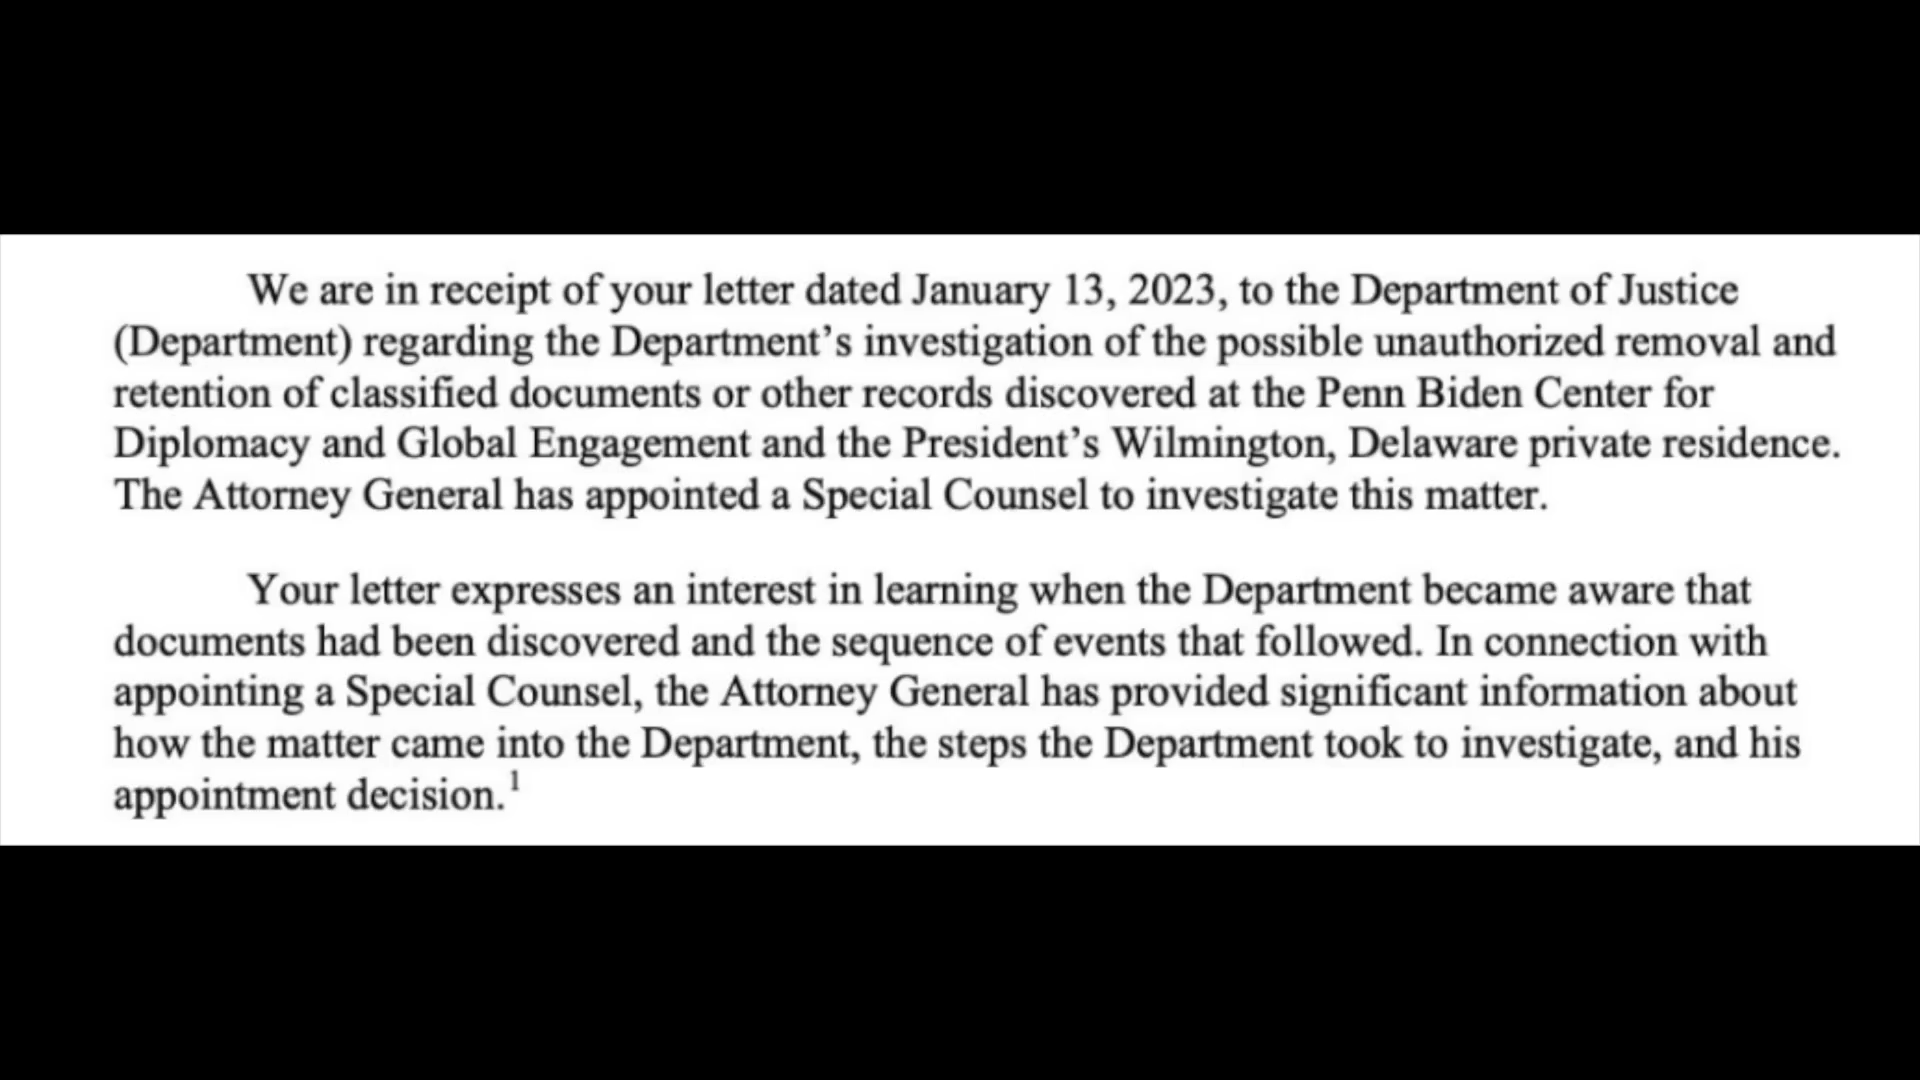 We are in receipt of your letter dated January 13, 2023, to the Department of Justice
(Department) regarding the Department’s investigation of the possible unauthorized removal and
retention of classified documents or other records discovered at the Penn Biden Center for
Diplomacy and Global Engagement and the President’s Wilmington, Delaware private residence.
The Attorney General has appointed a Special Counsel to investigate this matter.
Your letter expresses an interest in learning when the Department became aware that
documents had been discovered and the sequence of events that followed. In connection with
appointing a Special Counsel, the Attorney General has provided significant information about
how the matter came into the Department, the steps the Department took to investigate, and his
appointment decision.¹